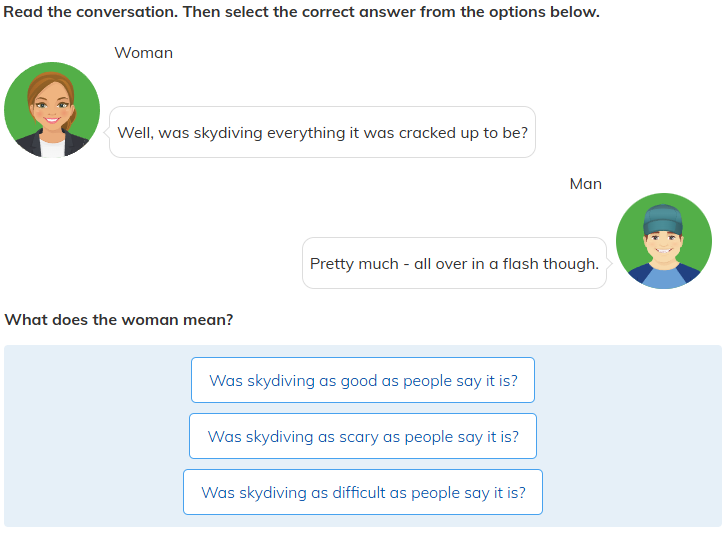 Read the conversation. Then select the correct answer from the options below.
Woman
Well, was skydiving everything it was cracked up to be?
Man
Pretty much - all over in a flash though.
What does the woman mean?
Was skydiving as good as people say it is?
Was skydiving as scary as people say it is?
Was skydiving as difficult as people say it is?